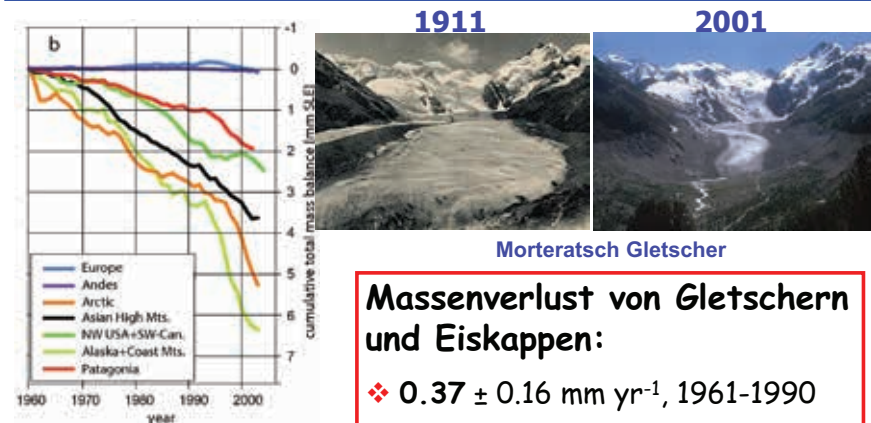 1911
2001
b
-1
0
1
2
3
4
5
6
7
cumulative total mass balance [mm SLE]
Europe
Andes
Arctic
Asian High Mts.
NW USA+SW-Can.
Alaska+Coast Mts.
Patagonia
1960 1970 1980 1990 2000
year
Morteratsch Gletscher
Massenverlust von Gletschern
und Eiskappen:
❖ 0.37 ± 0.16 mm yr⁻¹, 1961-1990